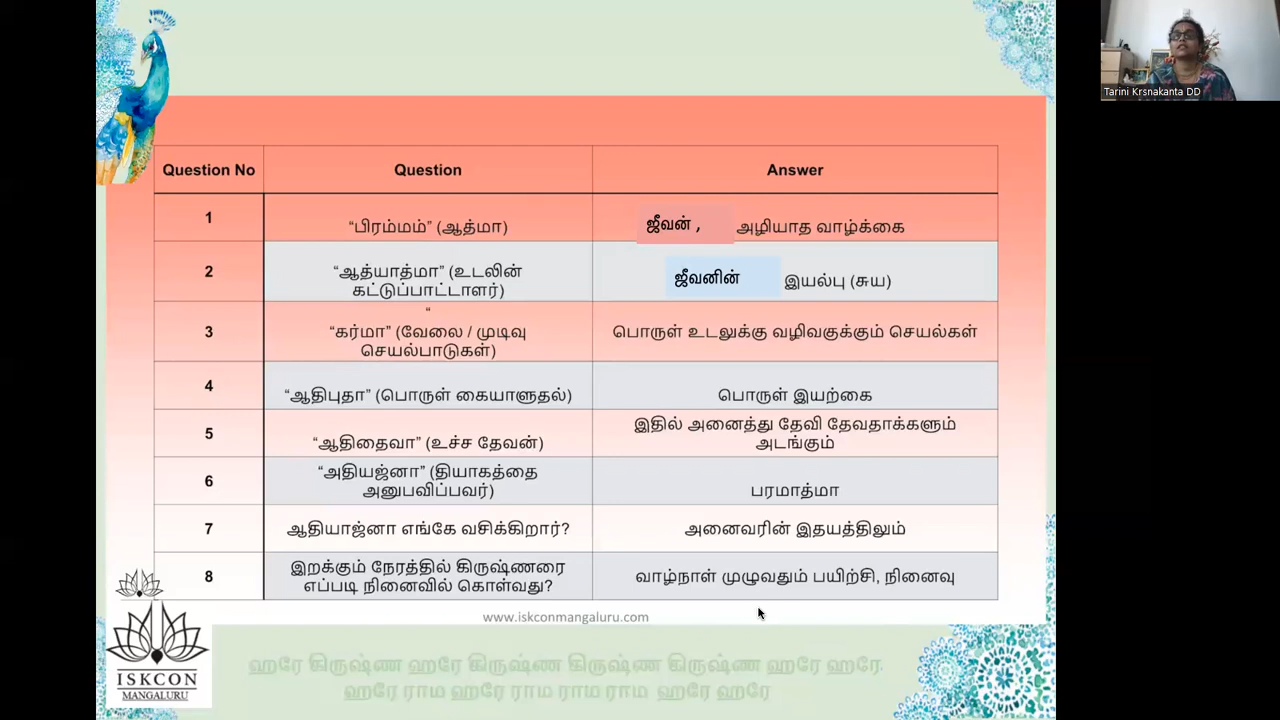 Tarini Krsnakanta DD
Question No Question Answer
1 “பிரம்மம்” (ஆத்மா) ஜீவன் , அழியாத வாழ்க்கை
2 “ஆத்யாத்மா” (உடலின்
கட்டுப்பாட்டாளர்) ஜீவனின் இயல்பு (சுய)
“
3 “கர்மா” (வேலை / முடிவு
செயல்பாடுகள்) பொருள் உடலுக்கு வழிவகுக்கும் செயல்கள்
4 “ஆதிபுதா” (பொருள் கையாளுதல்) பொருள் இயற்கை
5 “ஆதிதைவா” (உச்ச தேவன்) இதில் அனைத்து தேவி தேவதாக்களும்
அடங்கும்
6 “அதியஜ்னா” (தியாகத்தை
அனுபவிப்பவர்) பரமாத்மா
7 ஆதியாஜ்னா எங்கே வசிக்கிறார்? அனைவரின் இதயத்திலும்
8 இறக்கும் நேரத்தில் கிருஷ்ணரை
எப்படி நினைவில் கொள்வது? வாழ்நாள் முழுவதும் பயிற்சி, நினைவு
www.iskconmangaluru.com
ISKCON
MANGALURU
ஹரே கிருஷ்ண ஹரே கிருஷ்ண கிருஷ்ண கிருஷ்ண ஹரே ஹரே
ஹரே ராம ஹரே ராம ராம ராம ஹரே ஹரே